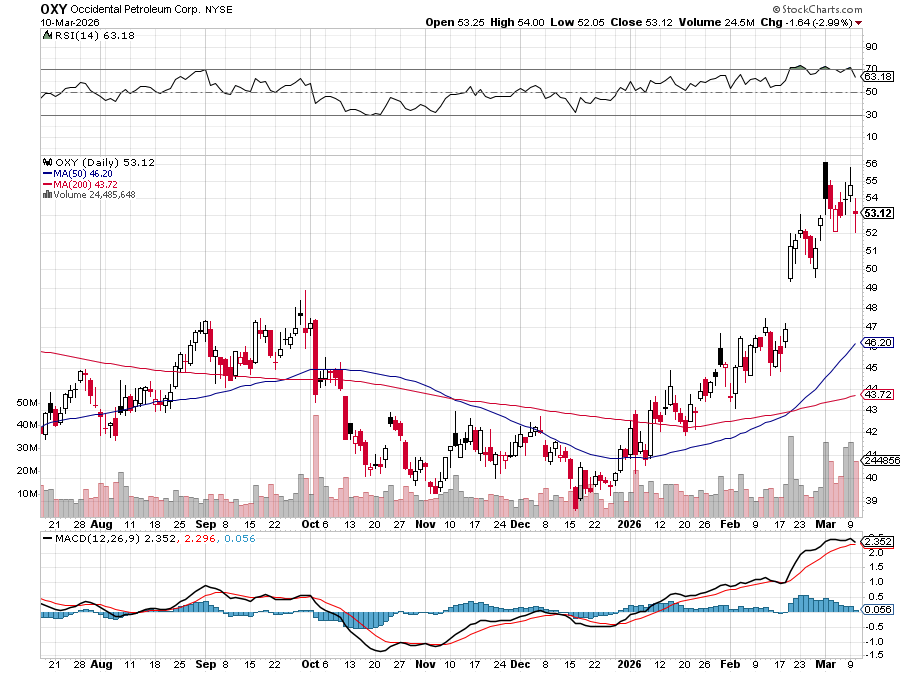 OXY Occidental Petroleum Corp. NYSE
© StockCharts.com
10-Mar-2026
Open 53.25 High 54.00 Low 52.05 Close 53.12 Volume 24.5M Chg -1.64 (-2.99%)
RSI(14) 63.18
90
70
63.18
50
30
10
OXY (Daily) 53.12
MA(50) 46.20
MA(200) 43.72
Volume 24,485,648
56
55
54
53.12
52
51
50
49
48
47
46.20
45
44
43.72
43
42
41
40
39
50M
40M
30M
20M
10M
244856
21 28 Aug 11 18 25 Sep 8 15 22 Oct 6 13 20 27 Nov 10 17 24 Dec 8 15 22 2026 12 20 26 Feb 9 17 23 Mar 9
MACD(12,26,9) 2.352, 2.296, 0.056
2.352
2.0
1.5
1.0
0.5
0.056
-0.5
-1.0
-1.5
21 28 Aug 11 18 25 Sep 8 15 22 Oct 6 13 20 27 Nov 10 17 24 Dec 8 15 22 2026 12 20 26 Feb 9 17 23 Mar 9